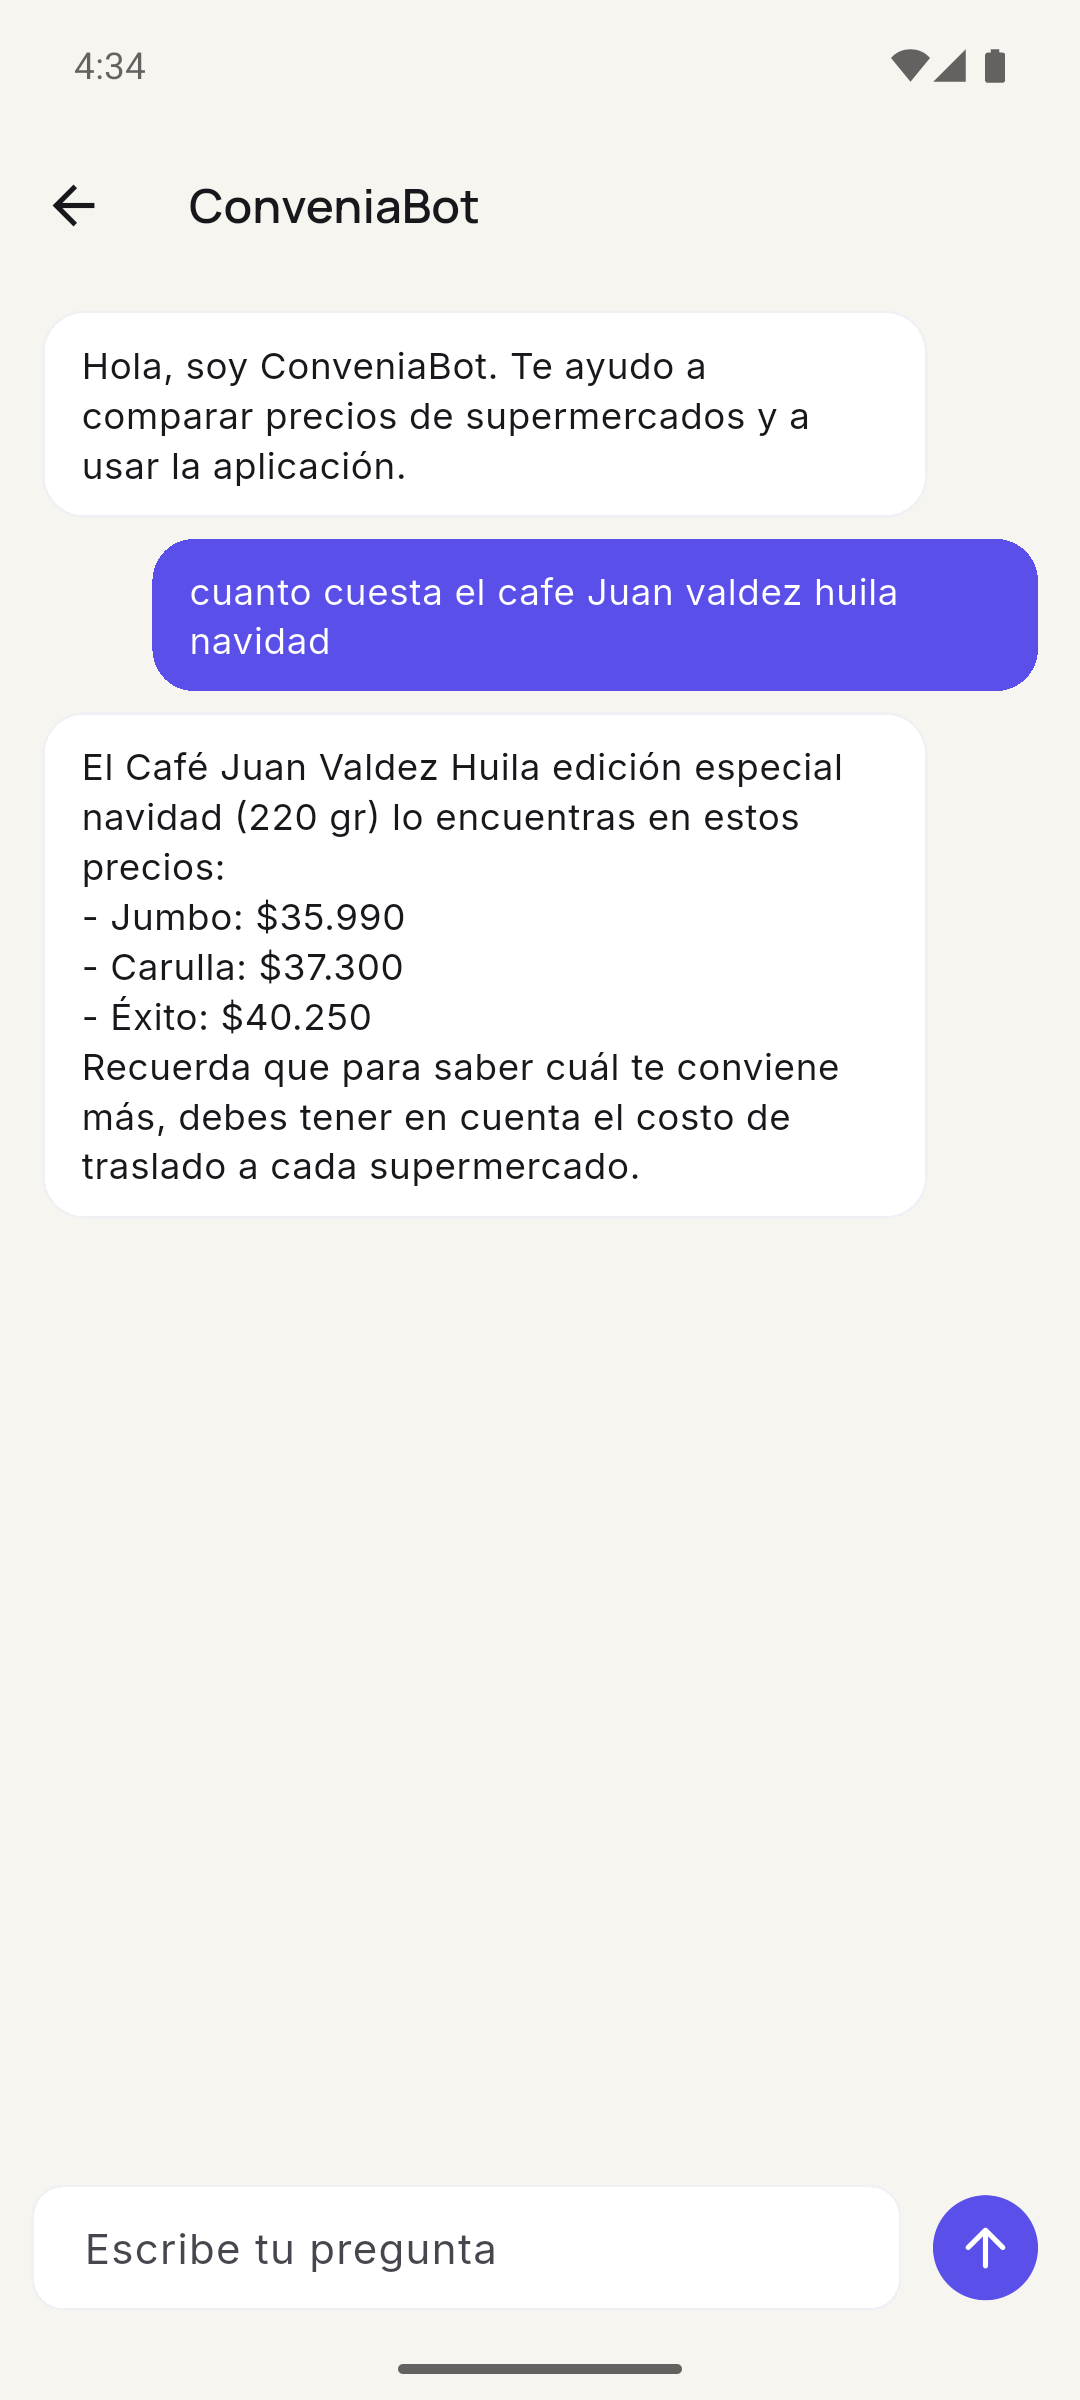 4:34
ConveniaBot
Hola, soy ConveniaBot. Te ayudo a
comparar precios de supermercados y a
usar la aplicación.
cuanto cuesta el cafe Juan valdez huila
navidad
El Café Juan Valdez Huila edición especial
navidad (220 gr) lo encuentras en estos
precios:
- Jumbo: $35.990
- Carulla: $37.300
- Éxito: $40.250
Recuerda que para saber cuál te conviene
más, debes tener en cuenta el costo de
traslado a cada supermercado.
Escribe tu pregunta